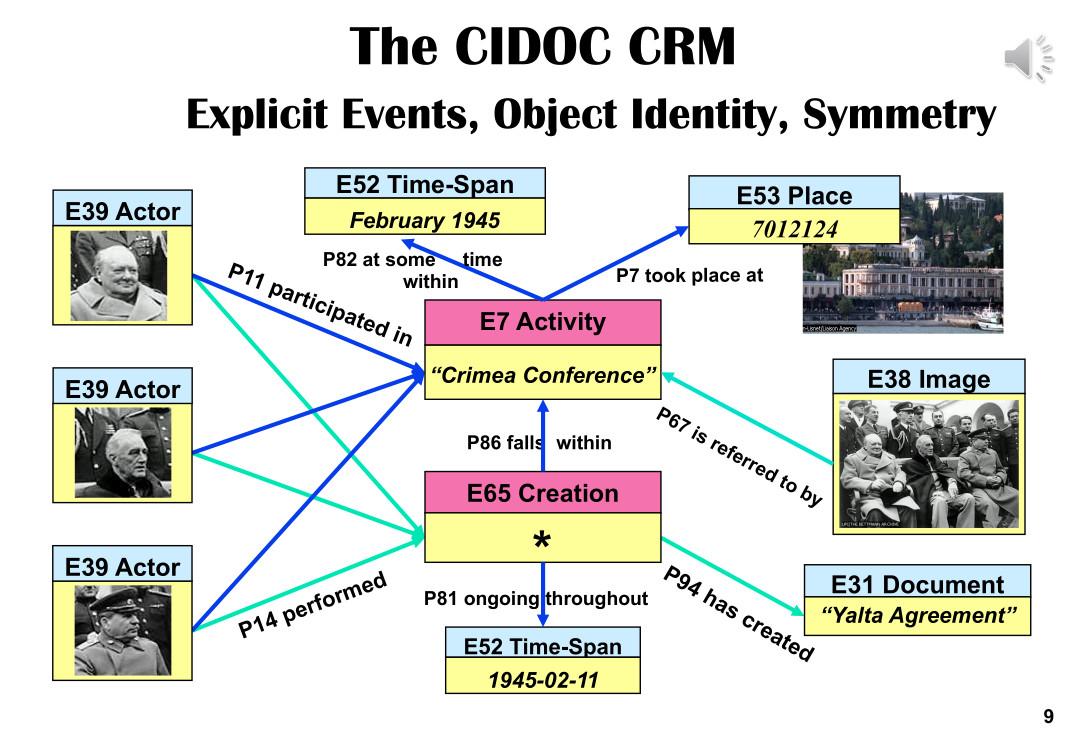 The CIDOC CRM
Explicit Events, Object Identity, Symmetry
E39 Actor
E52 Time-Span
February 1945
E53 Place
7012124
P82 at some time
within
P7 took place at
P11 participated in
E7 Activity
“Crimea Conference”
E39 Actor
E38 Image
P67 is referred to by
P86 falls within
E65 Creation
*
E39 Actor
P14 performed
P81 ongoing throughout
P94 has created
E31 Document
“Yalta Agreement”
E52 Time-Span
1945-02-11
9